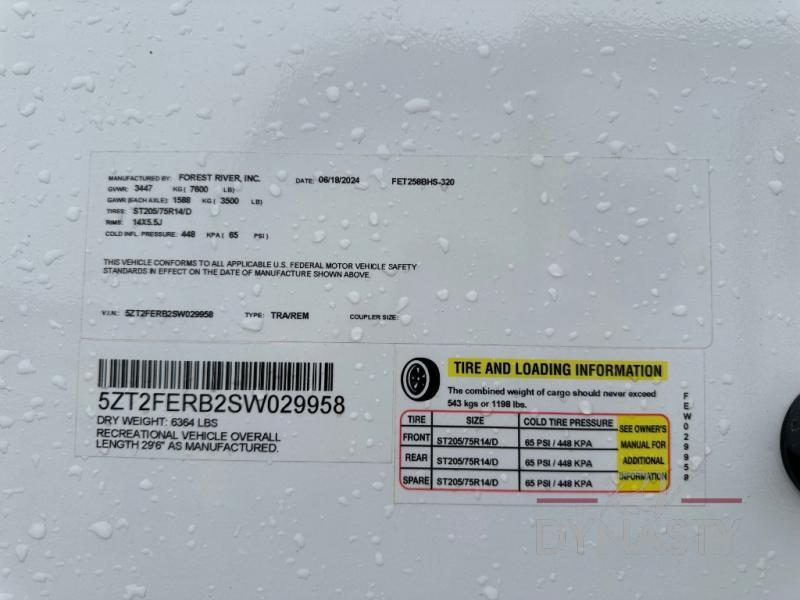 MANUFACTURED BY: FOREST RIVER, INC. DATE: 06/18/2024 FET258BHS-320
GVWR: 3447 KG( 7800 LB)
GAWR (EACH AXLE): 1588 KG( 3500 LB)
TIRES: ST205/75R14/D
RIMS: 14X5.5J
COLD INFL. PRESSURE: 448 KPA ( 65 PSI )
THIS VEHICLE CONFORMS TO ALL APPLICABLE U.S. FEDERAL MOTOR VEHICLE SAFETY
STANDARDS IN EFFECT ON THE DATE OF MANUFACTURE SHOWN ABOVE.
V.I.N.: 5ZT2FERB2SW029958 TYPE: TRA/REM COUPLER SIZE:
5ZT2FERB2SW029958
DRY WEIGHT: 6364 LBS
RECREATIONAL VEHICLE OVERALL
LENGTH 29'6" AS MANUFACTURED.
TIRE AND LOADING INFORMATION
The combined weight of cargo should never exceed
543 kgs or 1198 lbs.
TIRE SIZE COLD TIRE PRESSURE
FRONT ST205/75R14/D 65 PSI / 448 KPA
REAR ST205/75R14/D 65 PSI / 448 KPA
SPARE ST205/75R14/D 65 PSI / 448 KPA
SEE OWNER'S
MANUAL FOR
ADDITIONAL
INFORMATION
FEW029958
DYNASTY